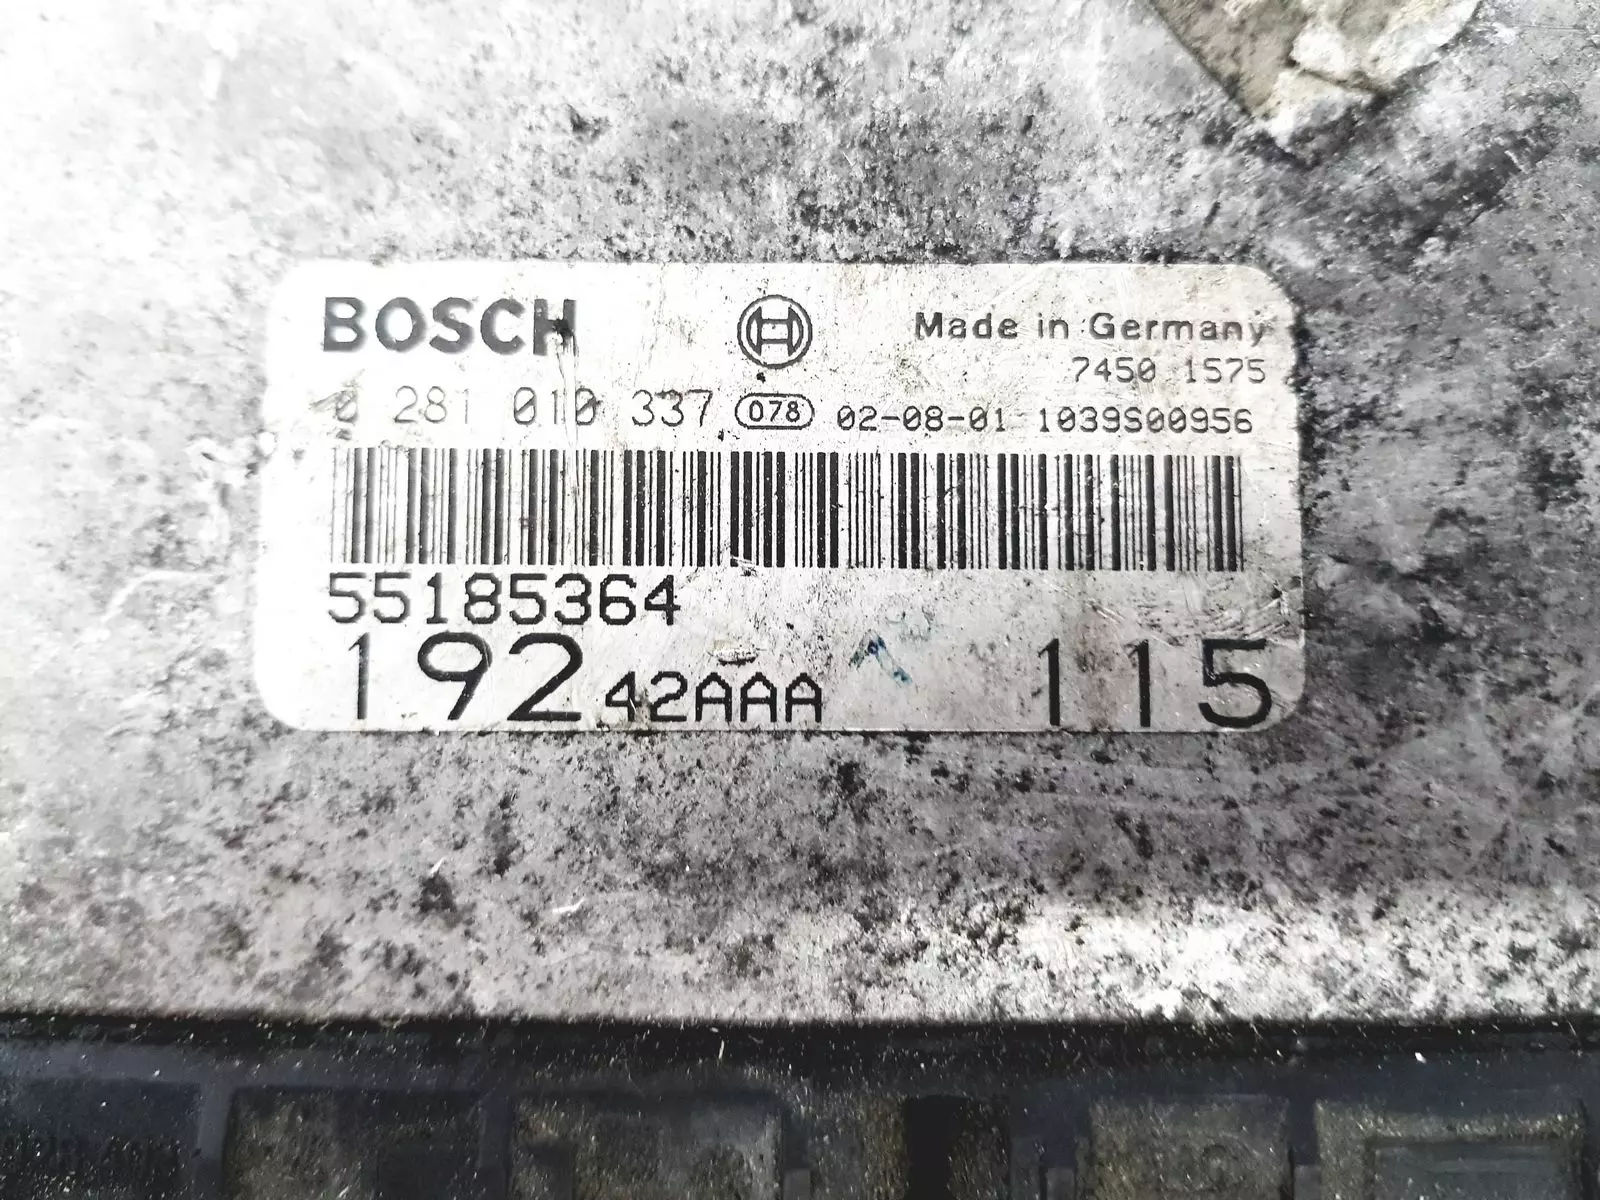 BOSCH
Made in Germany
7450 1575
0 281 010 337 078 02-08-01 1039S00956
55185364
192 42AAA 115